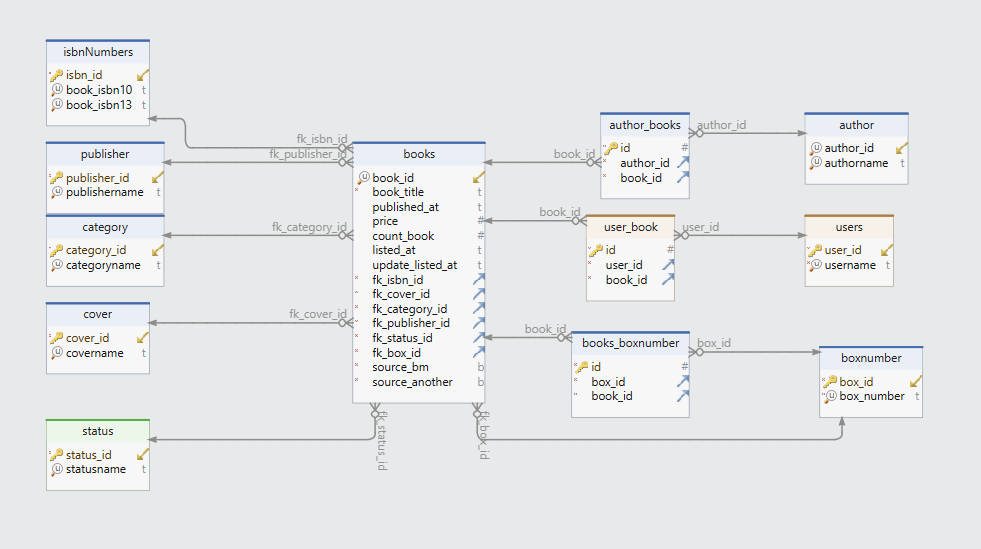 isbnNumbers
isbn_id
book_isbn10 t
book_isbn13 t
publisher
publisher_id
publishername t
category
category_id
categoryname t
cover
cover_id
covername t
status
status_id
statusname t
fk_isbn_id
fk_publisher_id
fk_category_id
fk_cover_id
fk_status_id
fk_box_id
books
book_id
book_title t
published_at t
price #
count_book #
listed_at t
update_listed_at t
fk_isbn_id
fk_cover_id
fk_category_id
fk_publisher_id
fk_status_id
fk_box_id
source_bm b
source_another b
book_id
book_id
book_id
author_books
id #
author_id
book_id
user_book
id #
user_id
book_id
books_boxnumber
id #
box_id
book_id
author_id
user_id
box_id
author
author_id
authorname t
users
user_id
username t
boxnumber
box_id
box_number t